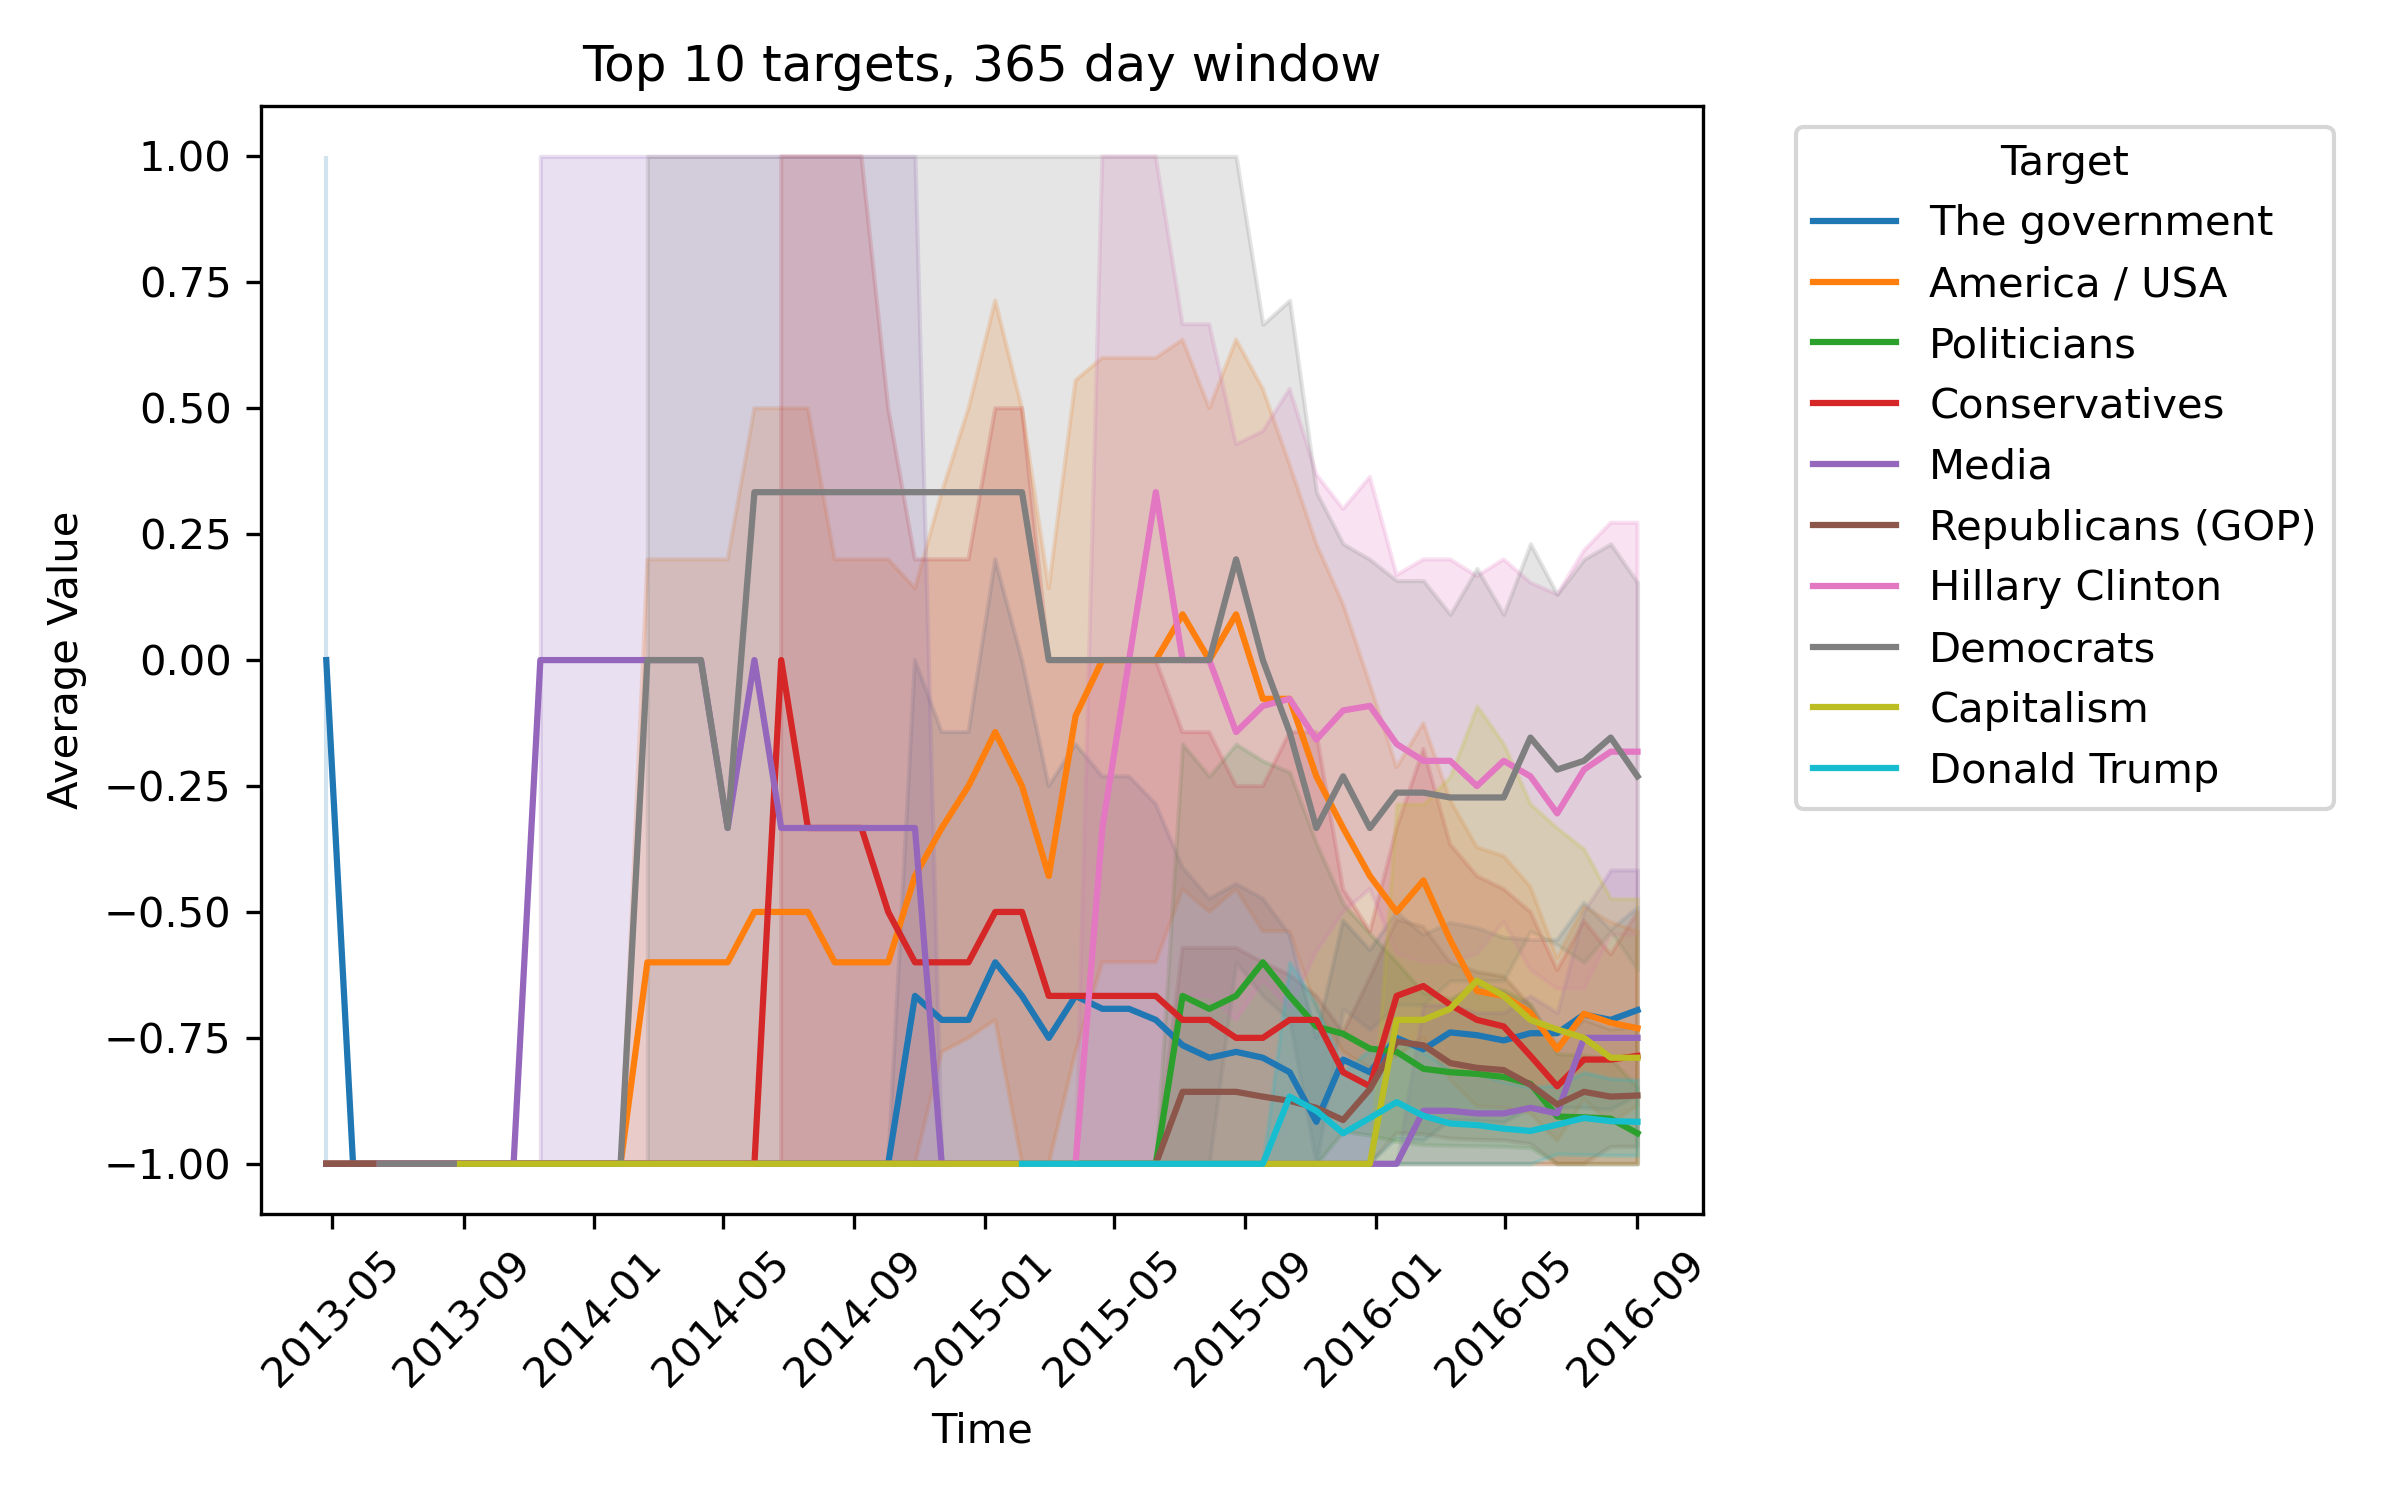 Top 10 targets, 365 day window
Average Value
1.00
0.75
0.50
0.25
0.00
−0.25
−0.50
−0.75
−1.00
2013-05
2013-09
2014-01
2014-05
2014-09
2015-01
2015-05
2015-09
2016-01
2016-05
2016-09
Time
Target
The government
America / USA
Politicians
Conservatives
Media
Republicans (GOP)
Hillary Clinton
Democrats
Capitalism
Donald Trump